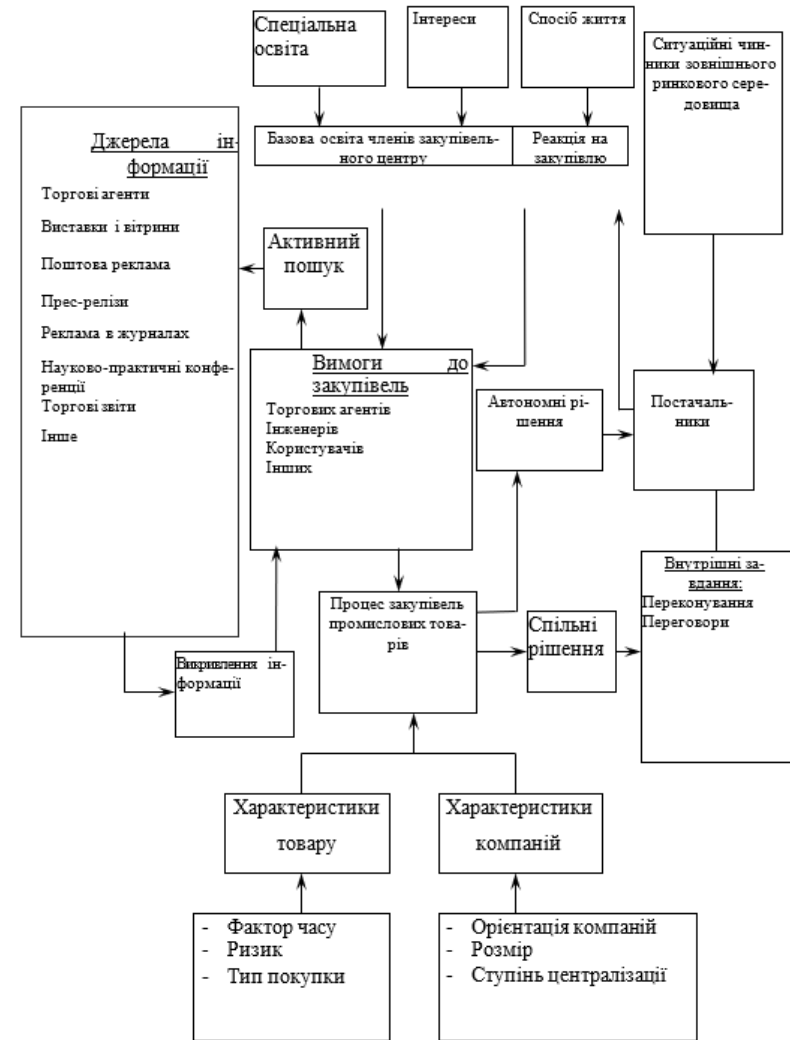 Спеціальна
освіта
Інтереси
Спосіб життя
Ситуаційні чин-
ники зовнішнього
ринкового сере-
довища
Базова освіта членів закупівель-
ного центру
Реакція на
закупівлю
Джерела ін-
формації
Торгові агенти
Виставки і вітрини
Поштова реклама
Прес-релізи
Реклама в журналах
Науково-практичні конфе-
ренції
Торгові звіти
Інше
Активний
пошук
Вимоги до
закупівель
Торгових агентів
Інженерів
Користувачів
Інших
Автономні рі-
шення
Постачаль-
ники
Внутрішні за-
вдання:
Переконування
Переговори
Процес закупівель
промислових това-
рів
Спільні
рішення
Викривлення ін-
формації
Характеристики
товару
Характеристики
компаній
- Фактор часу
- Ризик
- Тип покупки
- Орієнтація компаній
- Розмір
- Ступінь централізації